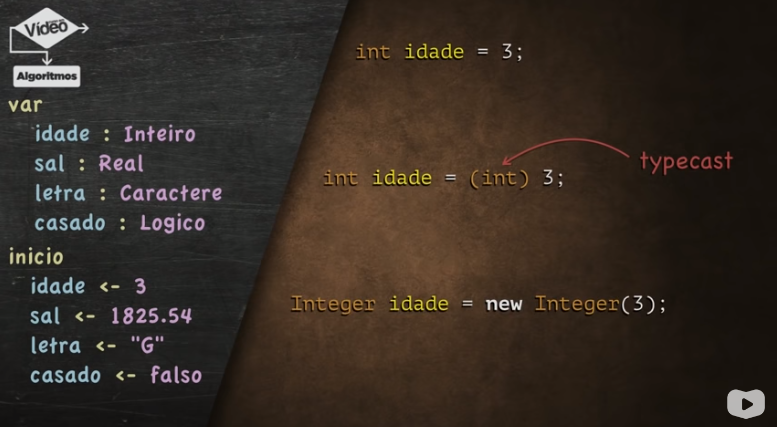 Vídeo
Algoritmos
var
idade : Inteiro
sal : Real
letra : Caractere
casado : Logico
inicio
idade <- 3
sal <- 1825.54
letra <- "G"
casado <- falso
int idade = 3;
typecast
int idade = (int) 3;
Integer idade = new Integer(3);